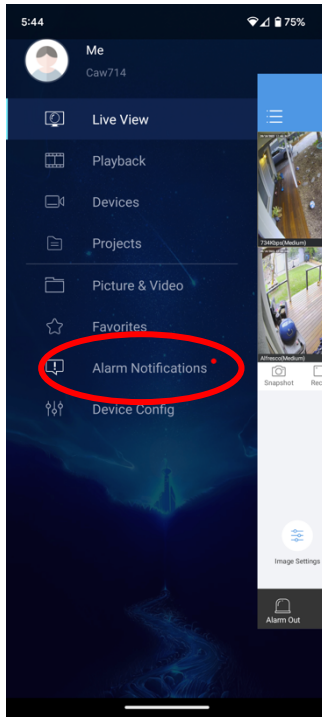 5:44
75%
Me
Caw714
Live View
Playback
Devices
Projects
Picture & Video
Favorites
Alarm Notifications
Device Config
734Kbps(Medium)
Alfresco(Medium)
Snapshot
Rec
Image Settings
Alarm Out